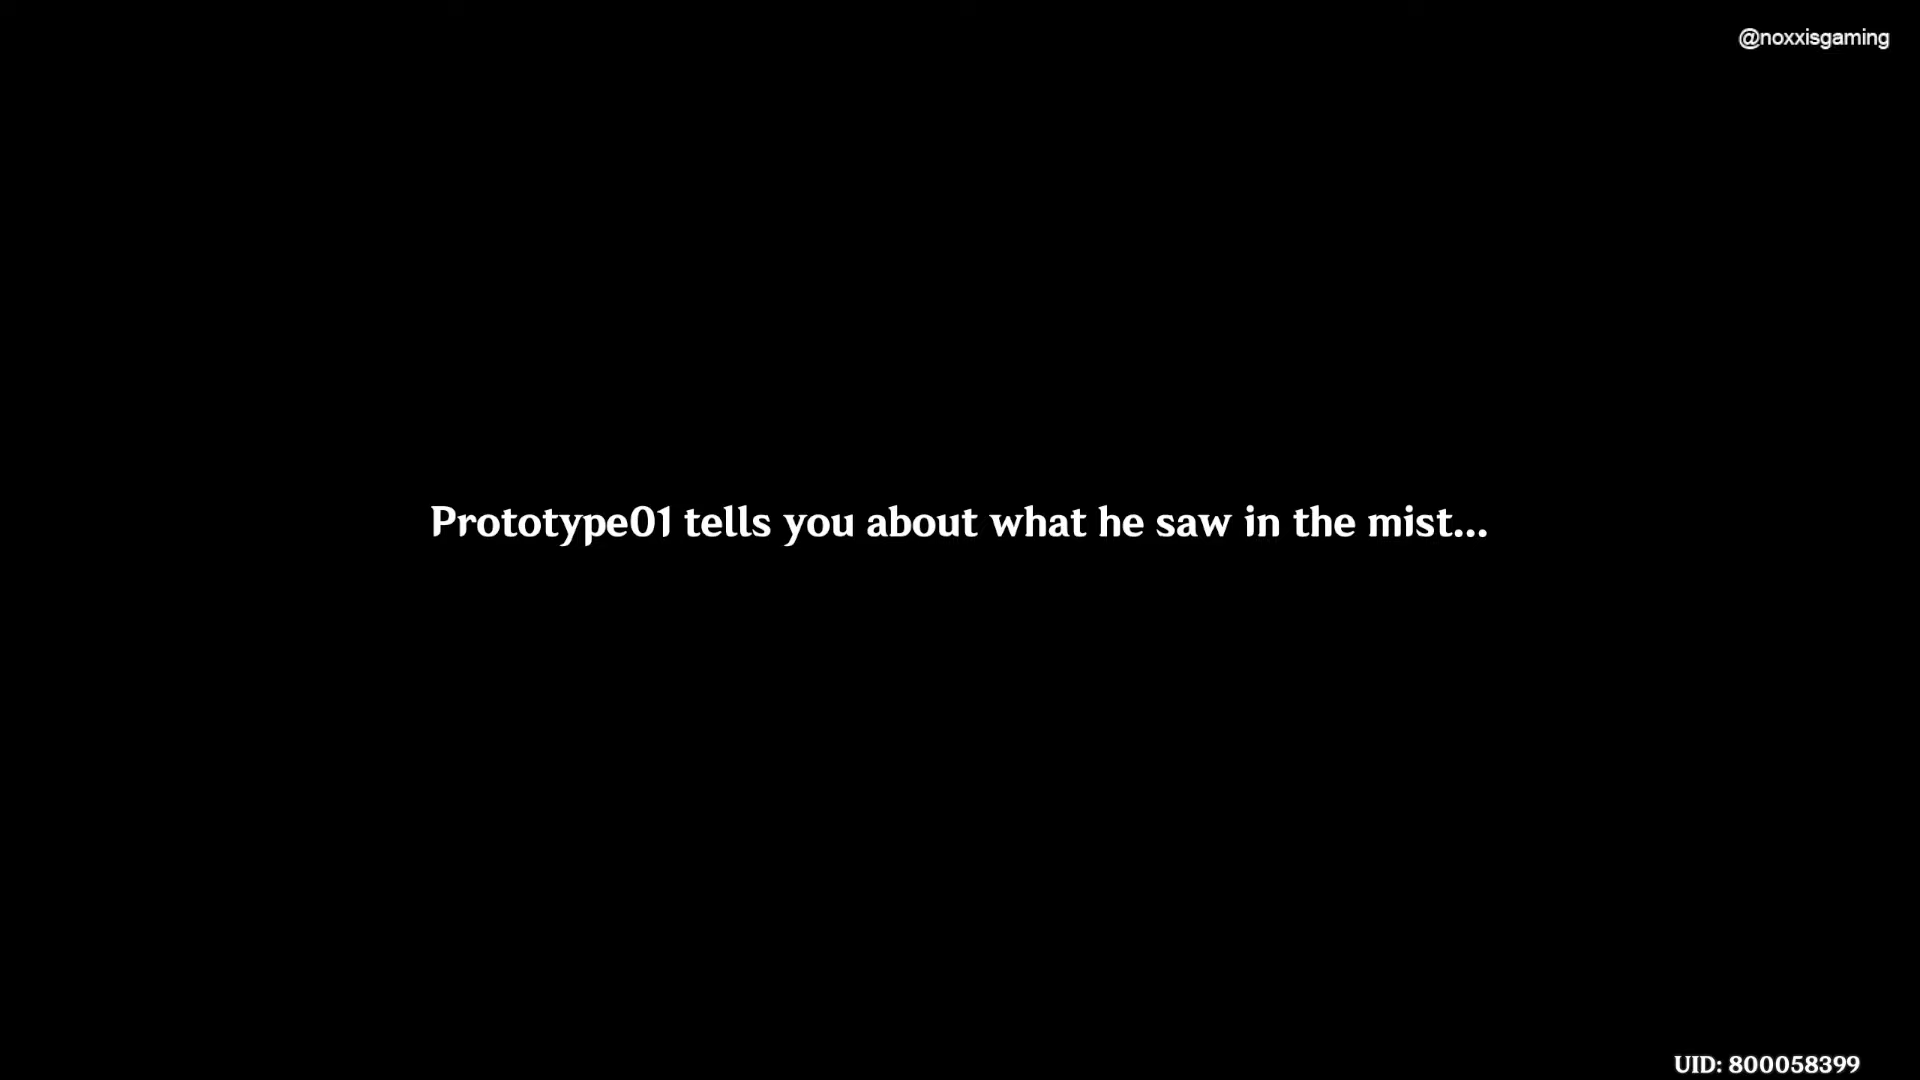 @noxxisgaming
Prototype01 tells you about what he saw in the mist...
UID: 800058399